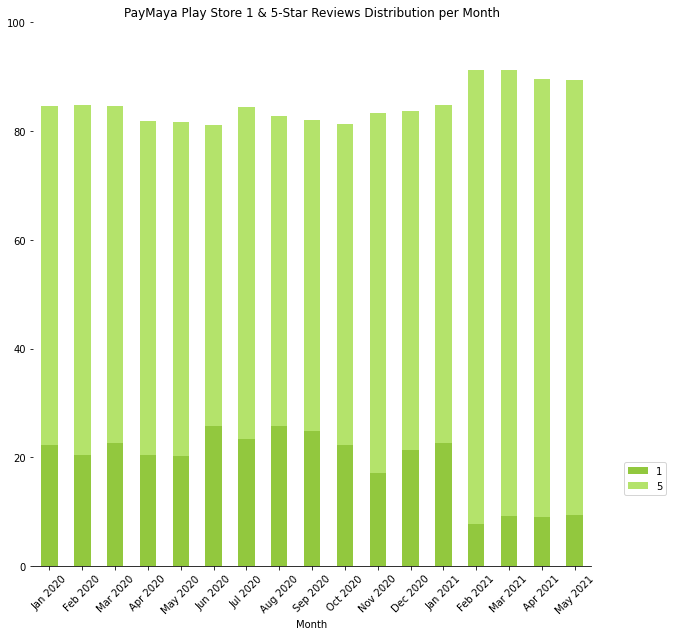 PayMaya Play Store 1 & 5-Star Reviews Distribution per Month
100
80
60
40
20
0
1
5
Jan 2020
Feb 2020
Mar 2020
Apr 2020
May 2020
Jun 2020
Jul 2020
Aug 2020
Sep 2020
Oct 2020
Nov 2020
Dec 2020
Jan 2021
Feb 2021
Mar 2021
Apr 2021
May 2021
Month